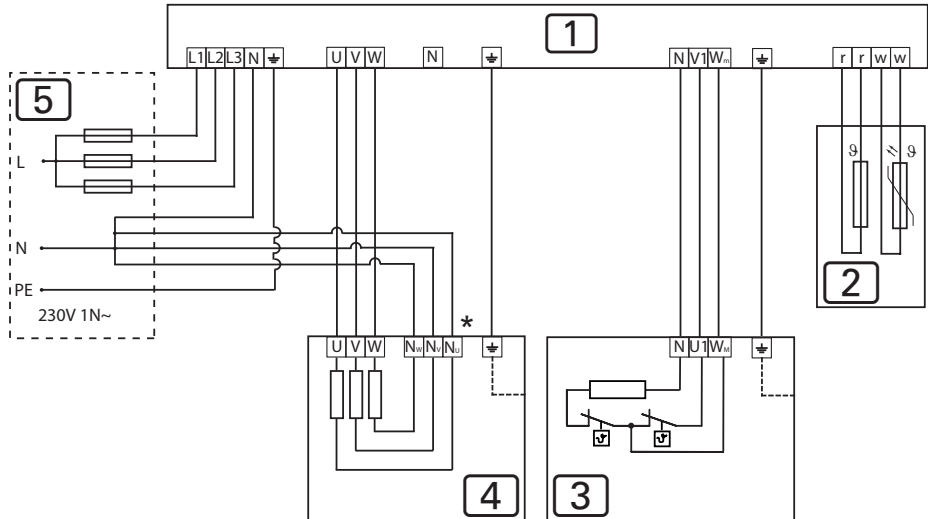 1
L1 L2 L3 N U V W N N V1 Wm r r w w
5
L
N
PE
230V 1N~
ϑ ϑ
2
*
U V W NW NV NU N U1 WM
ϑ ϑ
4 3